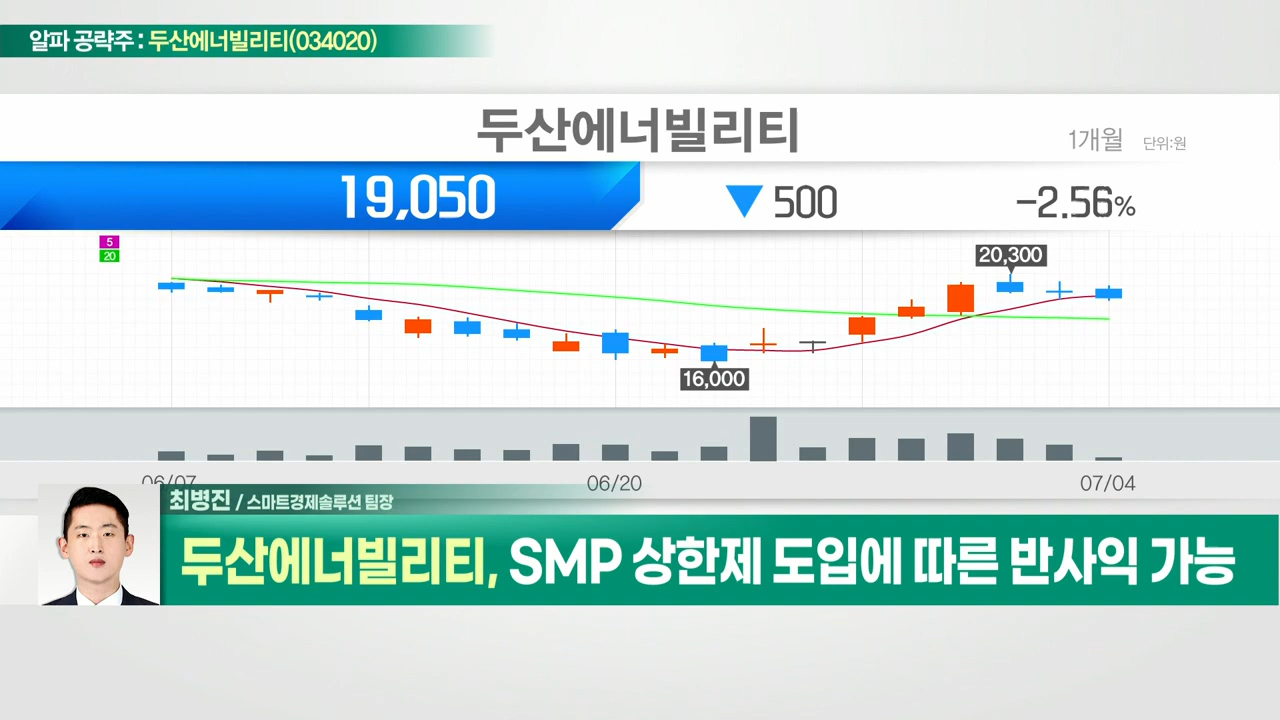 알파 공략주 : 두산에너빌리티(034020)
두산에너빌리티
1개월 단위:원
19,050 ▼ 500 -2.56%
5
20
20,300
16,000
06/07 06/20 07/04
최병진 / 스마트경제솔루션 팀장
두산에너빌리티, SMP 상한제 도입에 따른 반사익 가능